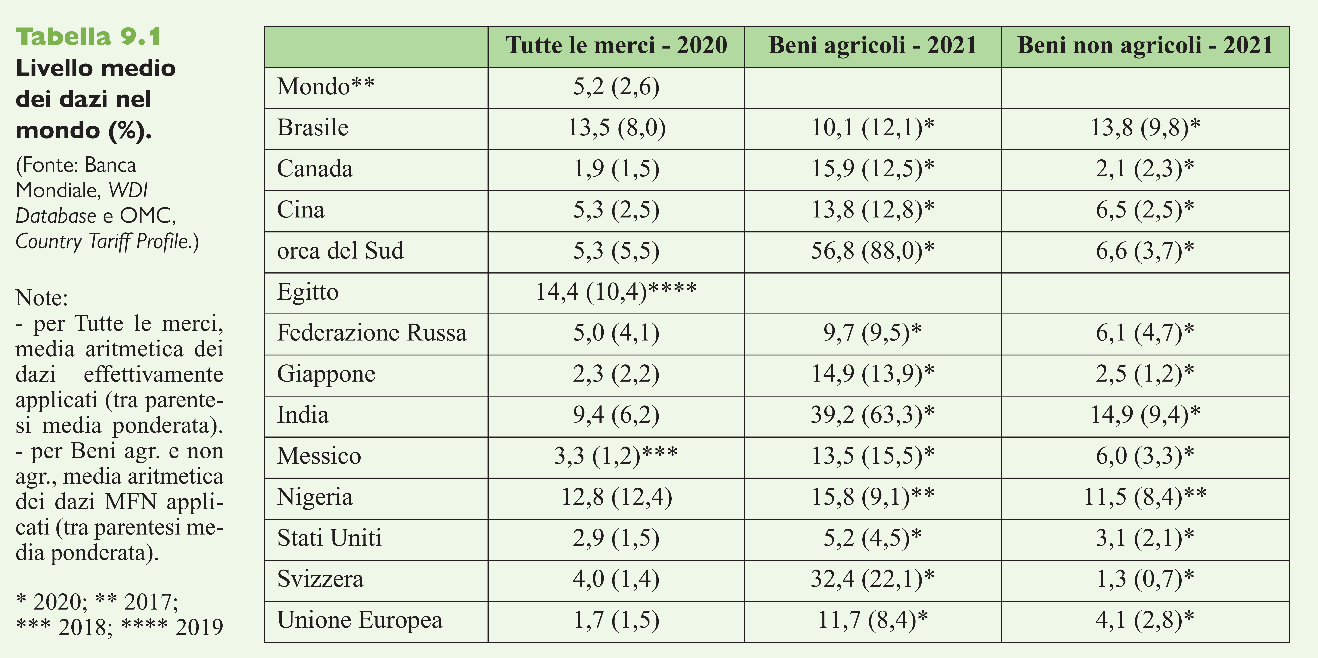 Tabella 9.1
Livello medio
dei dazi nel
mondo (%).
(Fonte: Banca
Mondiale, WDI
Database e OMC,
Country Tariff Profile.)
Note:
- per Tutte le merci,
media aritmetica dei
dazi effettivamente
applicati (tra parente-
si media ponderata).
- per Beni agr. e non
agr., media aritmetica
dei dazi MFN appli-
cati (tra parentesi me-
dia ponderata).
* 2020; ** 2017;
*** 2018; **** 2019
Tutte le merci - 2020 Beni agricoli - 2021 Beni non agricoli - 2021
Mondo** 5,2 (2,6)
Brasile 13,5 (8,0) 10,1 (12,1)* 13,8 (9,8)*
Canada 1,9 (1,5) 15,9 (12,5)* 2,1 (2,3)*
Cina 5,3 (2,5) 13,8 (12,8)* 6,5 (2,5)*
orea del Sud 5,3 (5,5) 56,8 (88,0)* 6,6 (3,7)*
Egitto 14,4 (10,4)****
Federazione Russa 5,0 (4,1) 9,7 (9,5)* 6,1 (4,7)*
Giappone 2,3 (2,2) 14,9 (13,9)* 2,5 (1,2)*
India 9,4 (6,2) 39,2 (63,3)* 14,9 (9,4)*
Messico 3,3 (1,2)*** 13,5 (15,5)* 6,0 (3,3)*
Nigeria 12,8 (12,4) 15,8 (9,1)** 11,5 (8,4)**
Stati Uniti 2,9 (1,5) 5,2 (4,5)* 3,1 (2,1)*
Svizzera 4,0 (1,4) 32,4 (22,1)* 1,3 (0,7)*
Unione Europea 1,7 (1,5) 11,7 (8,4)* 4,1 (2,8)*